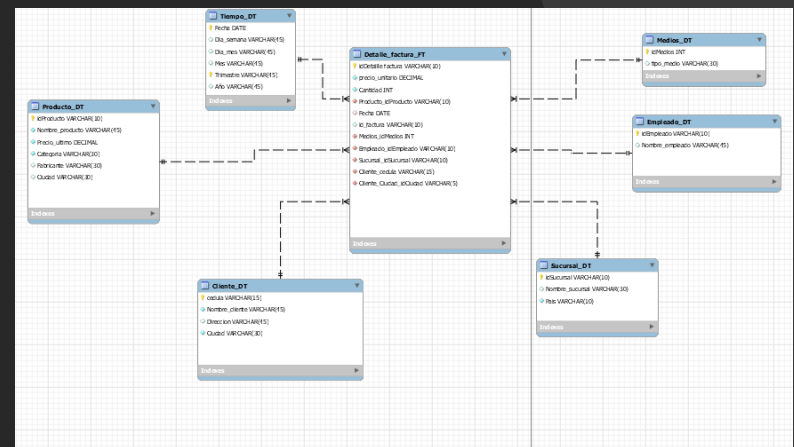 Tiempo_DT
Fecha DATE
Dia_semana VARCHAR(45)
Dia_mes VARCHAR(45)
Mes VARCHAR(45)
Trimestre VARCHAR(45)
Año VARCHAR(45)
Indexes
Detalle_factura_FT
idDetalle factura VARCHAR(10)
precio_unitario DECIMAL
Cantidad INT
Producto_idProducto VARCHAR(10)
Fecha DATE
id_factura VARCHAR(10)
Medios_idMedios INT
Empleado_idEmpleado VARCHAR(10)
Sucursal_idSucursal VARCHAR(10)
Cliente_cedula VARCHAR(15)
Cliente_Ciudad_idCiudad VARCHAR(5)
Indexes
Medios_DT
idMedios INT
tipo_medio VARCHAR(30)
Indexes
Producto_DT
idProducto VARCHAR(10)
Nombre_producto VARCHAR(45)
Precio_ultimo DECIMAL
Categoria VARCHAR(30)
Fabricante VARCHAR(30)
Ciudad VARCHAR(30)
Indexes
Empleado_DT
idEmpleado VARCHAR(10)
Nombre_empleado VARCHAR(45)
Indexes
Cliente_DT
cedula VARCHAR(15)
Nombre_cliente VARCHAR(45)
Direccion VARCHAR(45)
Ciudad VARCHAR(30)
Indexes
Sucursal_DT
idSucursal VARCHAR(10)
Nombre_sucursal VARCHAR(30)
Pais VARCHAR(30)
Indexes